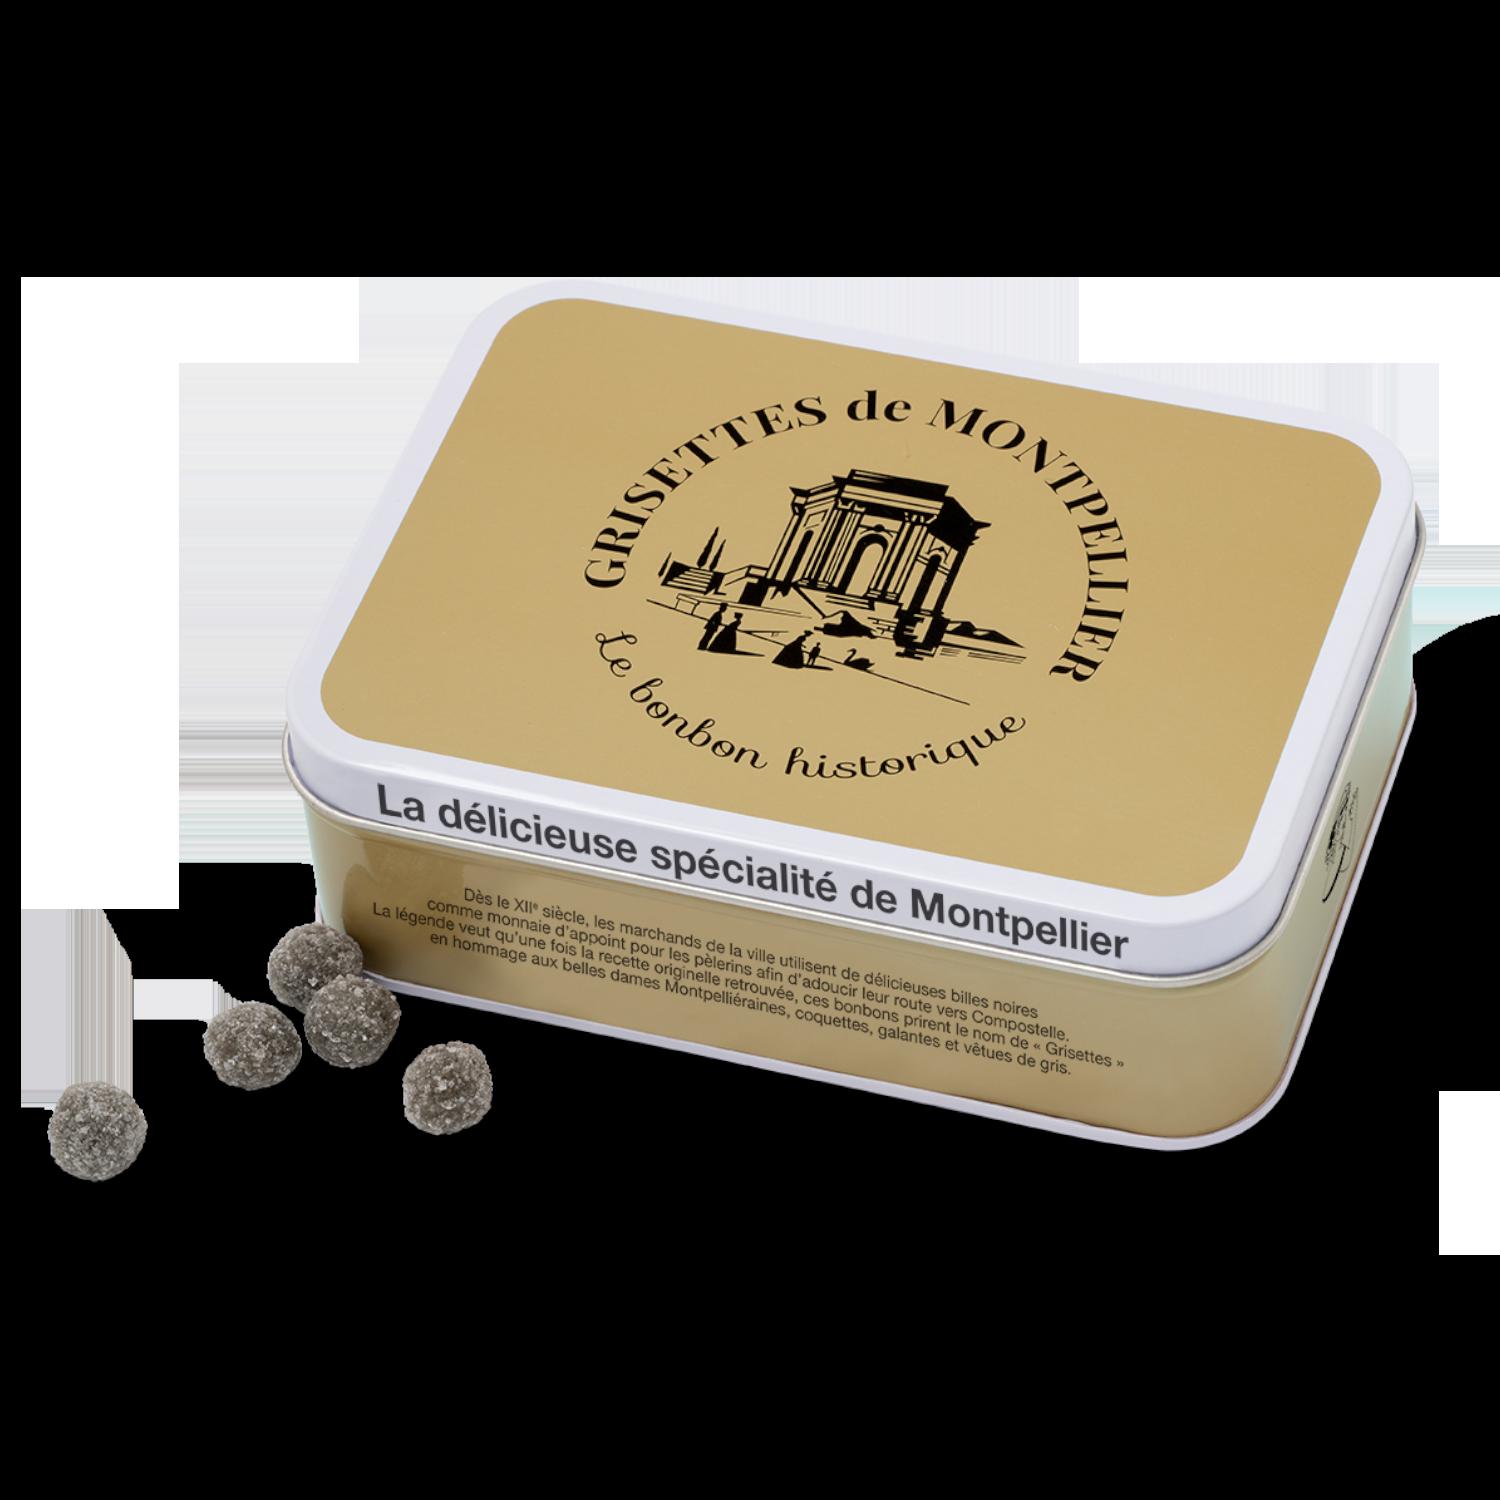 GRISETTES de MONTPELLIER
Le bonbon historique
La délicieuse spécialité de Montpellier
Dès le XIIᵉ siècle, les marchands de la ville utilisent de délicieuses billes noires
comme monnaie d'appoint pour les pèlerins afin d'adoucir leur route vers Compostelle.
La légende veut qu'une fois la recette originelle retrouvée, ces bonbons prirent le nom de « Grisettes »
en hommage aux belles dames Montpelliéraines, coquettes, galantes et vêtues de gris.